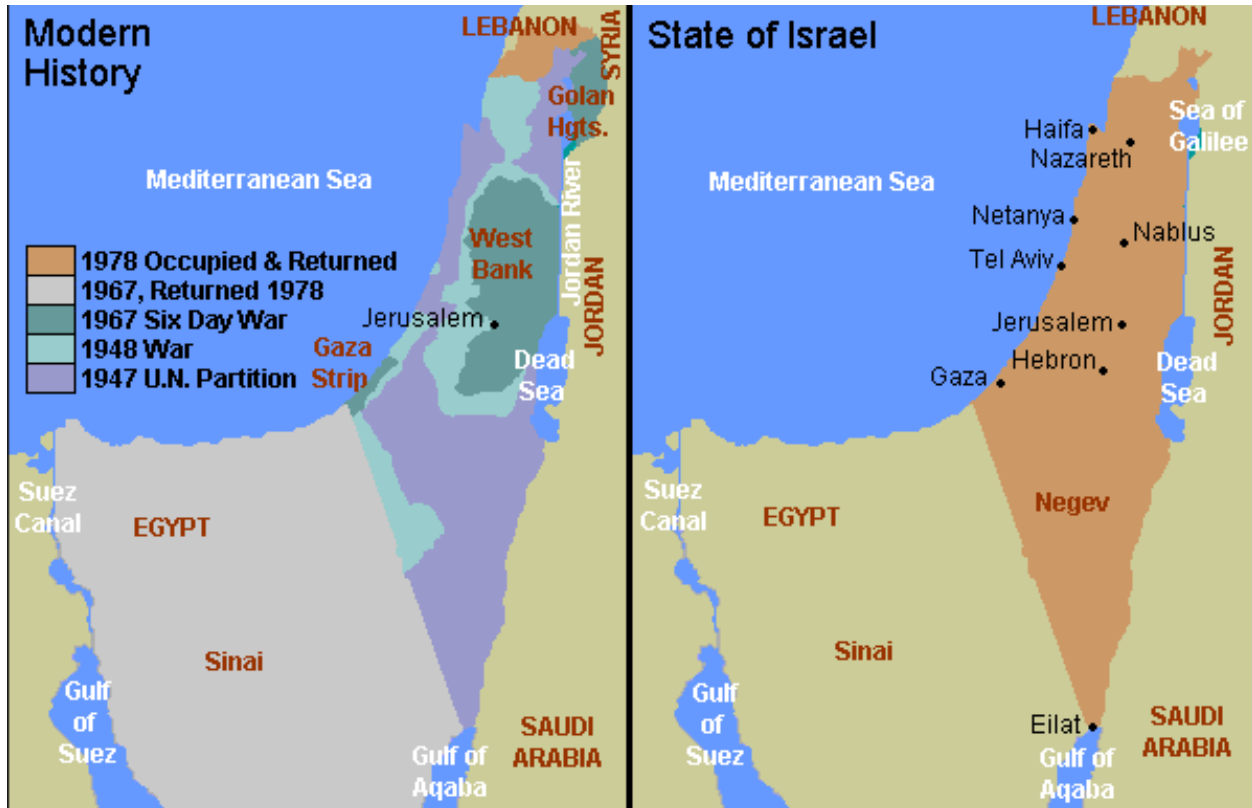 Modern
History
LEBANON
SYRIA
Golan
Hgts.
Mediterranean Sea
Jordan River
1978 Occupied & Returned
1967, Returned 1978
1967 Six Day War
1948 War
1947 U.N. Partition
West
Bank
JORDAN
Jerusalem
Gaza
Strip
Dead
Sea
Suez
Canal
EGYPT
Sinai
Gulf
of
Suez
SAUDI
ARABIA
Gulf of
Aqaba
State of Israel
LEBANON
Sea of
Galilee
Haifa
Nazareth
Mediterranean Sea
Netanya
Nablus
Tel Aviv
JORDAN
Jerusalem
Hebron
Dead
Sea
Gaza
Suez
Canal
EGYPT
Negev
Sinai
Gulf
of
Suez
Eilat
SAUDI
ARABIA
Gulf of
Aqaba